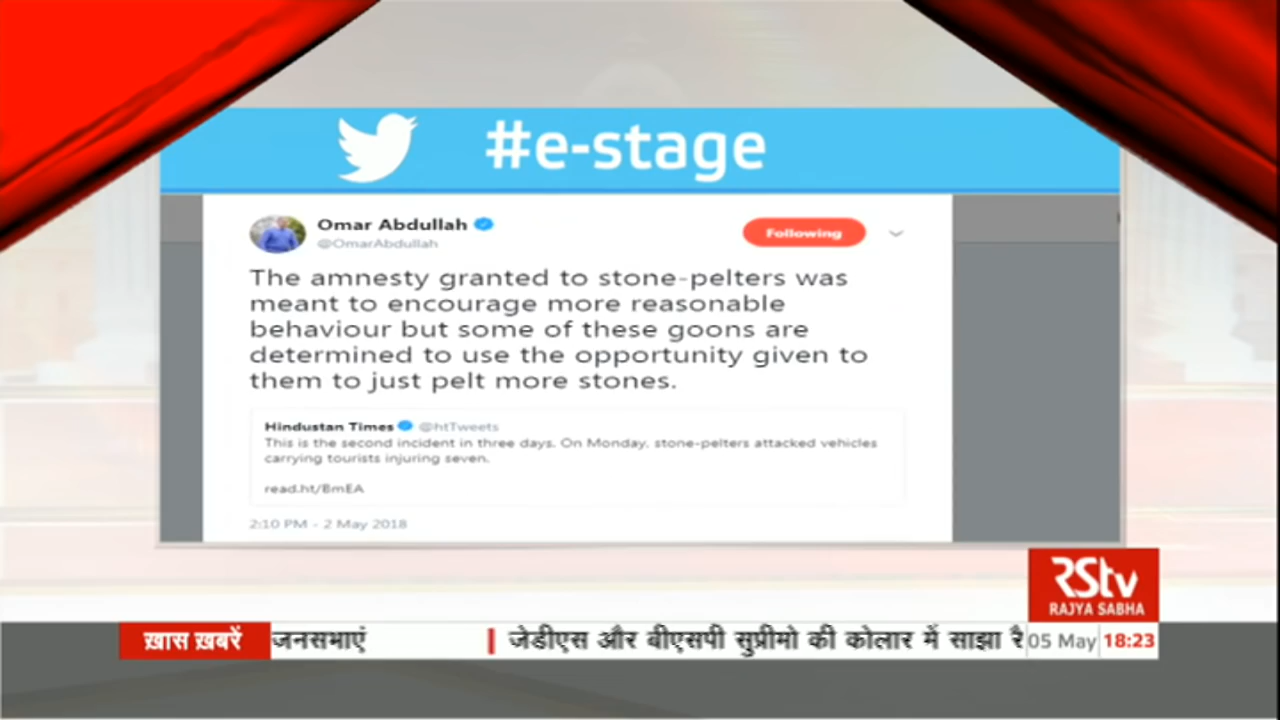 #e-stage
Omar Abdullah
@OmarAbdullah
Following
The amnesty granted to stone-pelters was
meant to encourage more reasonable
behaviour but some of these goons are
determined to use the opportunity given to
them to just pelt more stones.
Hindustan Times @htTweets
This is the second incident in three days. On Monday, stone-pelters attacked vehicles
carrying tourists injuring seven.
read.ht/BmEA
2:10 PM - 2 May 2018
RStv
RAJYA SABHA
ख़ास ख़बरें जनसभाएं | जेडीएस और बीएसपी सुप्रीमो की कोलार में साझा 05 May 18:23